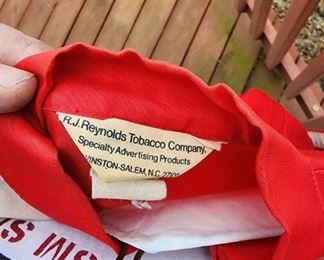 R.J. Reynolds Tobacco Company,
Specialty Advertising Products
WINSTON-SALEM, N.C.